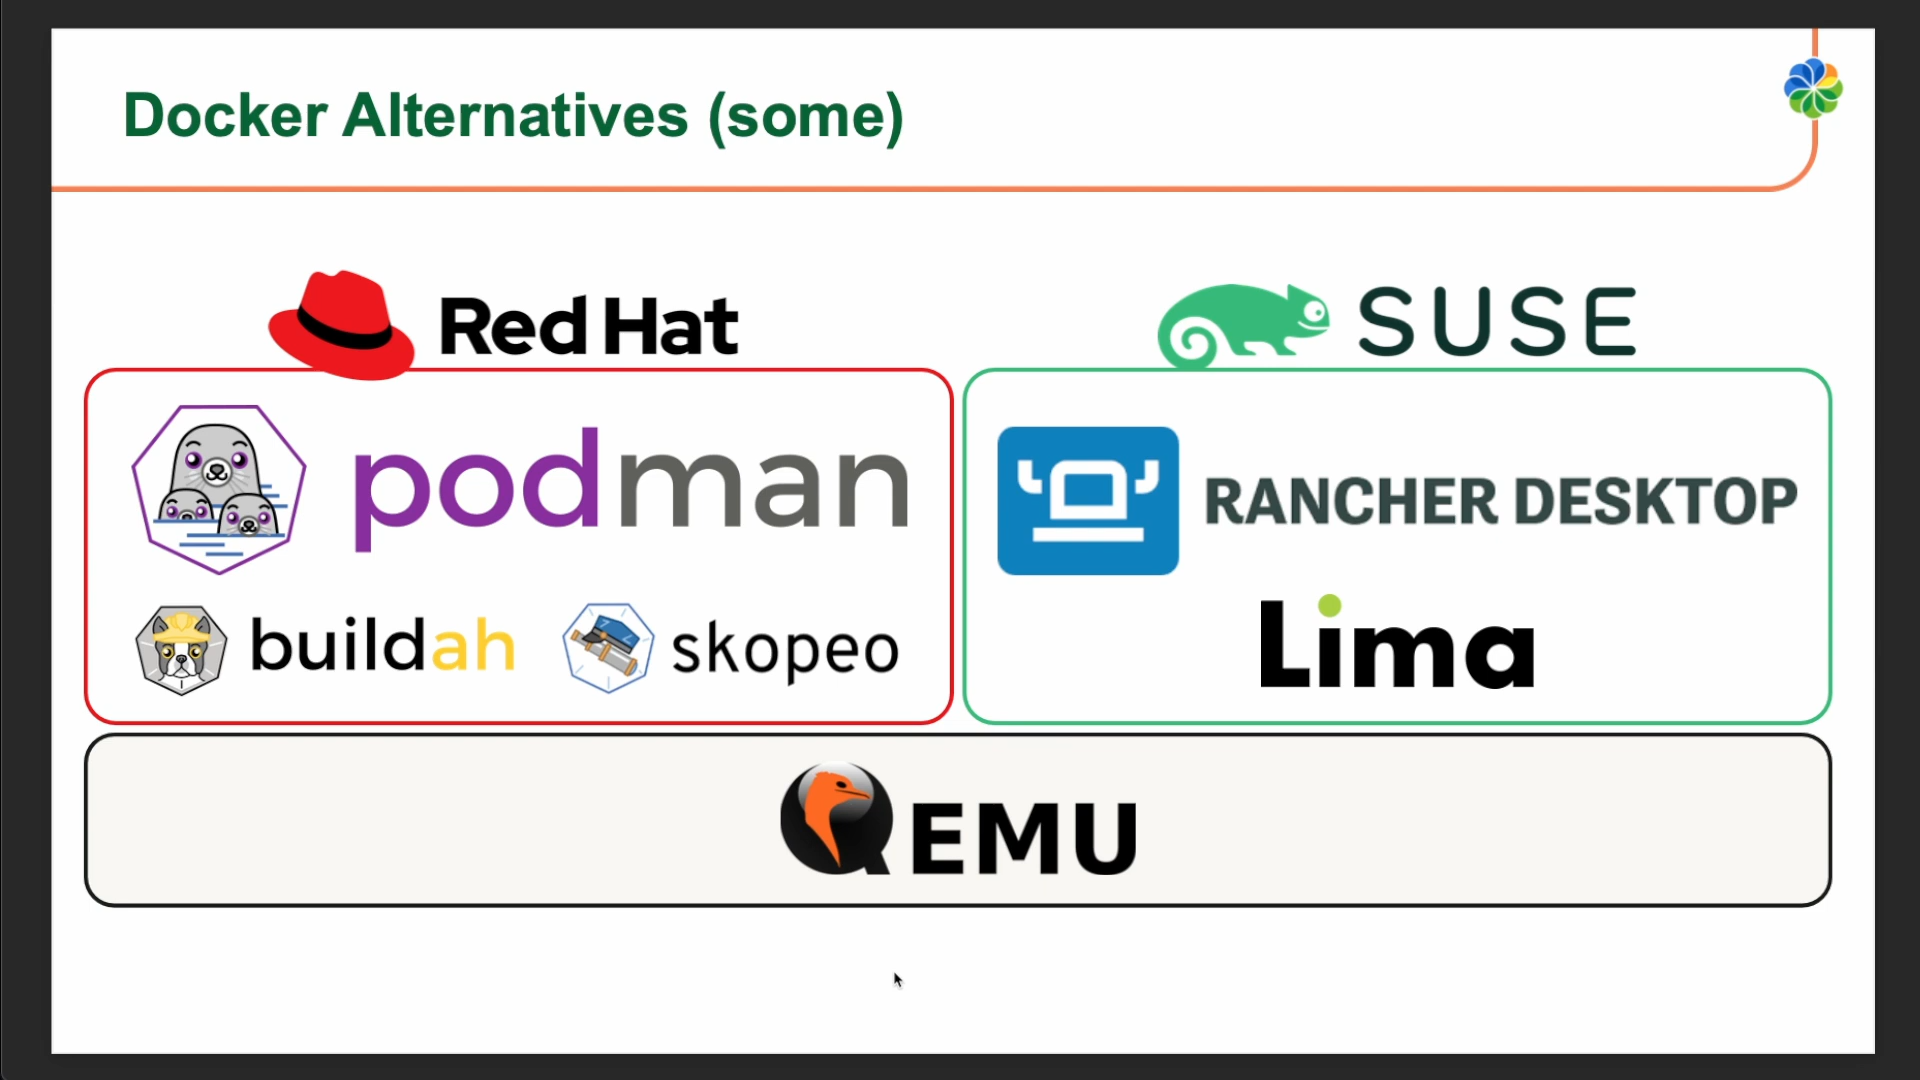 Docker Alternatives (some)
Red Hat
SUSE
podman
RANCHER DESKTOP
buildah
skopeo
Lima
QEMU